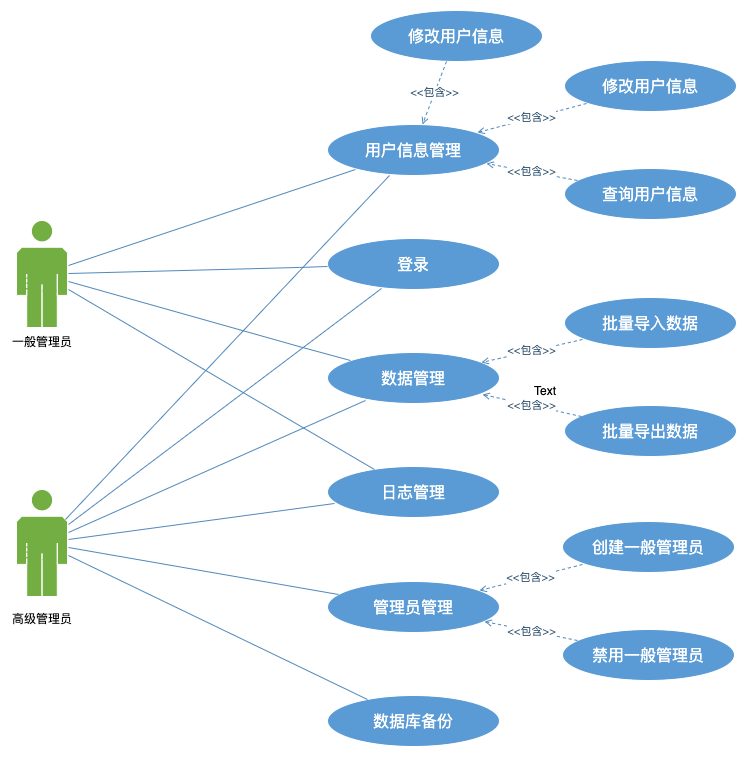 修改用户信息
<<包含>>
修改用户信息
<<包含>>
用户信息管理
<<包含>>
查询用户信息
登录
一般管理员
批量导入数据
<<包含>>
数据管理
Text
<<包含>>
批量导出数据
日志管理
创建一般管理员
<<包含>>
管理员管理
高级管理员
<<包含>>
禁用一般管理员
数据库备份